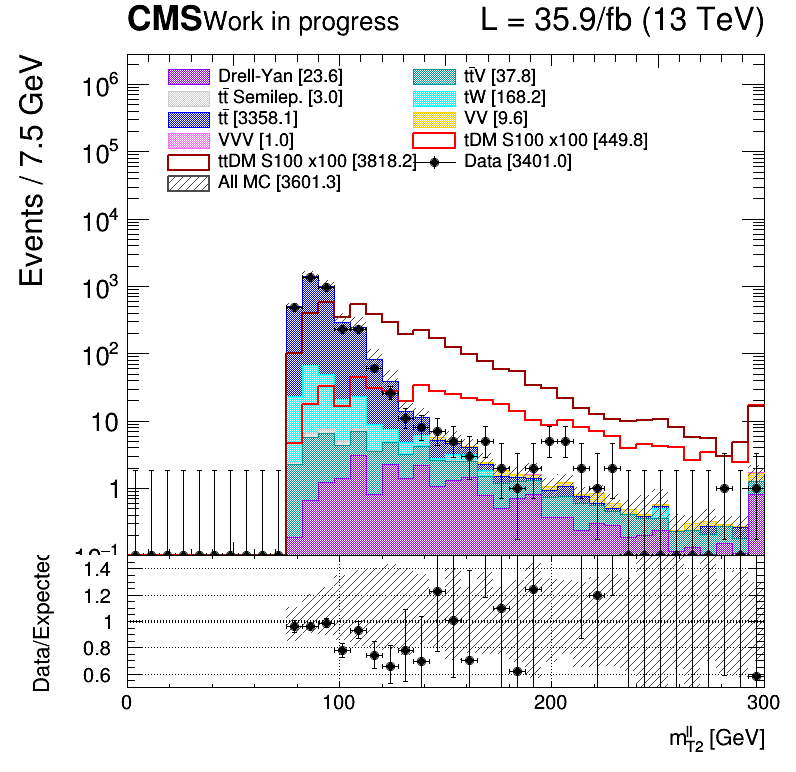 CMS Work in progress L = 35.9/fb (13 TeV)
Events / 7.5 GeV
Drell-Yan [23.6] tt̄V [37.8]
tt̄ Semilep. [3.0] tW [168.2]
tt̄ [3358.1] VV [9.6]
VVV [1.0] tDM S100 x100 [449.8]
ttDM S100 x100 [3818.2] Data [3401.0]
All MC [3601.3]
10⁶
10⁵
10⁴
10³
10²
10
1
10⁻¹
Data/Expected
1.4
1.2
1
0.8
0.6
0 100 200 300
m_T2^ll [GeV]